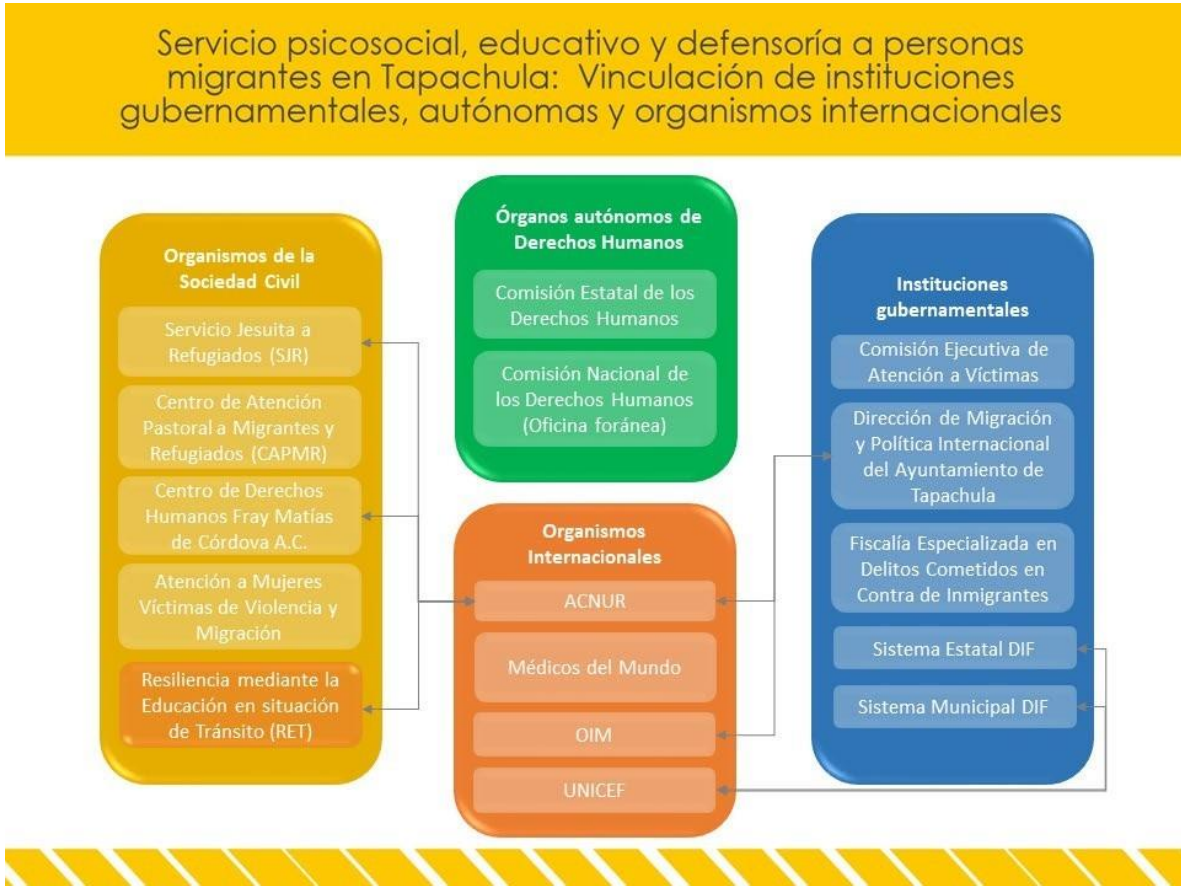 Servicio psicosocial, educativo y defensoría a personas
migrantes en Tapachula:  Vinculación de instituciones
gubernamentales, autónomas y organismos internacionales
Organismos de la
Sociedad Civil
Servicio Jesuita a
Refugiados (SJR)
Centro de Atención
Pastoral a Migrantes y
Refugiados (CAPMR)
Centro de Derechos
Humanos Fray Matías
de Córdova A.C.
Atención a Mujeres
Víctimas de Violencia y
Migración
Resiliencia mediante la
Educación en situación
de Tránsito (RET)
Órganos autónomos de
Derechos Humanos
Comisión Estatal de los
Derechos Humanos
Comisión Nacional de
los Derechos Humanos
(Oficina foránea)
Organismos
Internacionales
ACNUR
Médicos del Mundo
OIM
UNICEF
Instituciones
gubernamentales
Comisión Ejecutiva de
Atención a Víctimas
Dirección de Migración
y Política Internacional
del Ayuntamiento de
Tapachula
Fiscalía Especializada en
Delitos Cometidos en
Contra de Inmigrantes
Sistema Estatal DIF
Sistema Municipal DIF